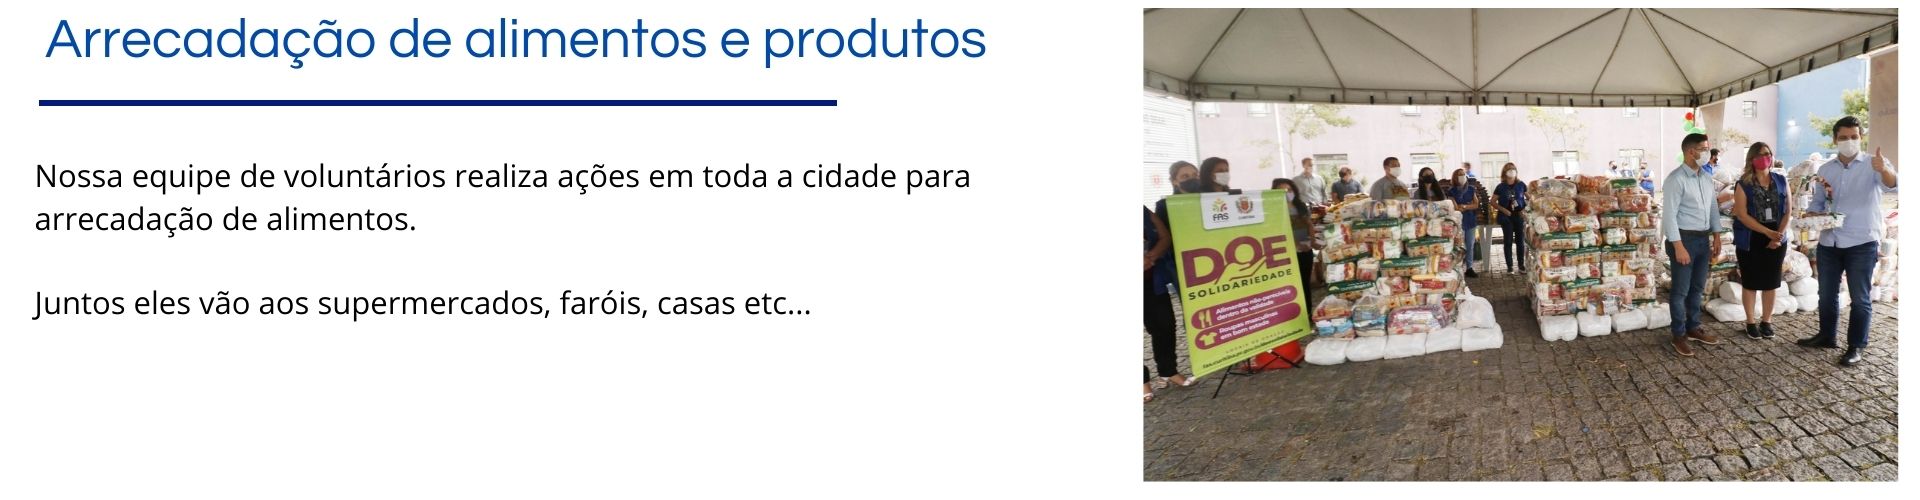 Arrecadação de alimentos e produtos
Nossa equipe de voluntários realiza ações em toda a cidade para
arrecadação de alimentos.
Juntos eles vão aos supermercados, faróis, casas etc...
FAS
CURITIBA
DOE
SOLIDARIEDADE
Alimentos não-perecíveis
dentro da validade
Roupas masculinas
em bom estado